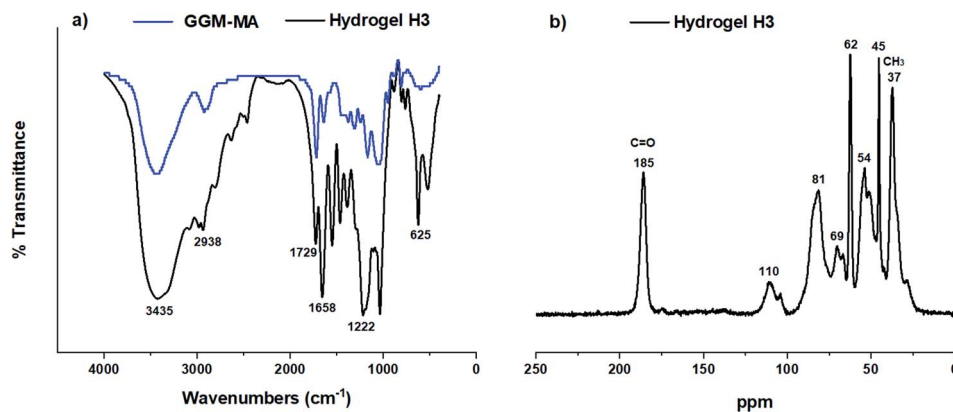 a)
GGM-MA
Hydrogel H3
% Transmittance
3435
2938
1729
1658
1222
625
4000
3000
2000
1000
0
Wavenumbers (cm⁻¹)
b)
Hydrogel H3
C=O
185
110
81
69
62
54
45
CH₃
37
250
200
150
100
50
0
ppm